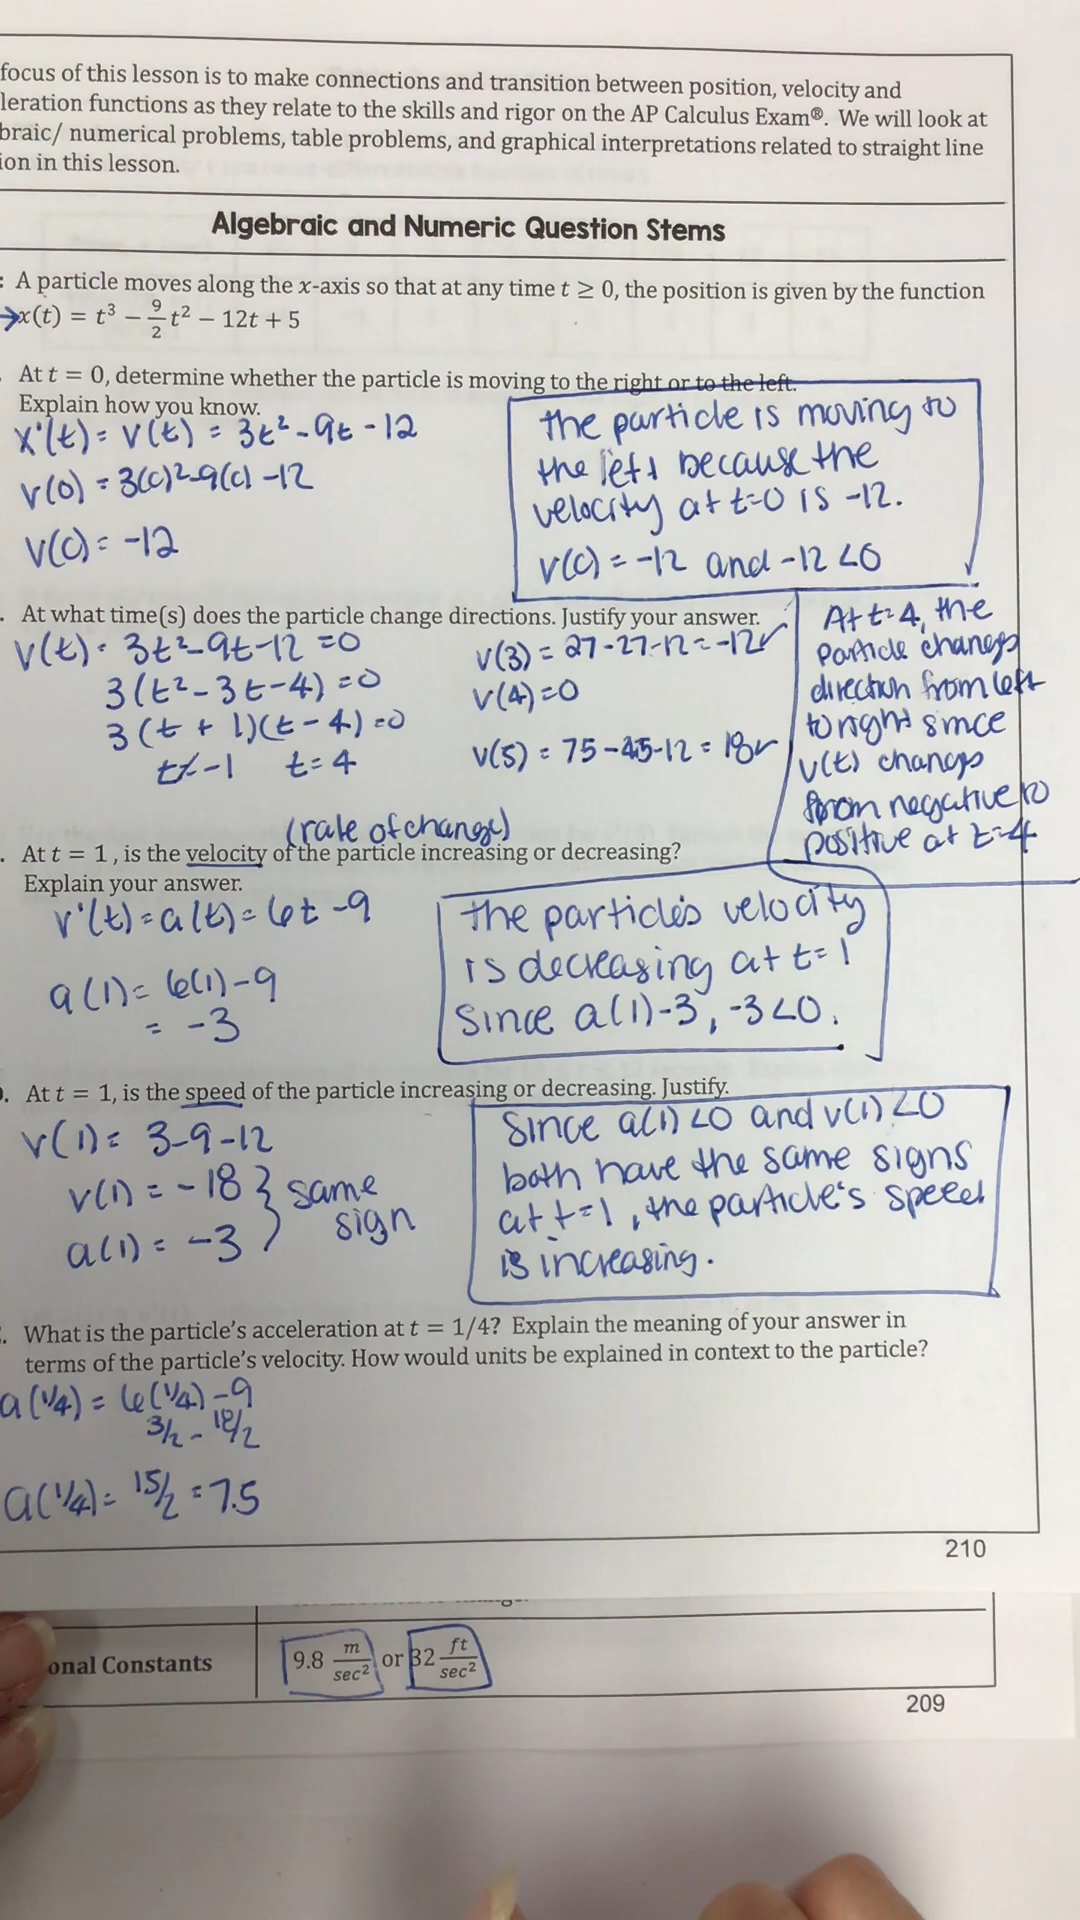 focus of this lesson is to make connections and transition between position, velocity and
leration functions as they relate to the skills and rigor on the AP Calculus Exam®. We will look at
braic/ numerical problems, table problems, and graphical interpretations related to straight line
ion in this lesson.
Algebraic and Numeric Question Stems
: A particle moves along the x-axis so that at any time t ≥ 0, the position is given by the function
→x(t) = t³ − 9/2 t² − 12t + 5
. At t = 0, determine whether the particle is moving to the right or to the left.
Explain how you know.
x'(t) = v(t) = 3t² - 9t - 12
v(0) = 3(0)² - 9(0) - 12
v(0) = -12
the particle is moving to
the left because the
velocity at t=0 is -12.
v(0) = -12 and -12 < 0
. At what time(s) does the particle change directions. Justify your answer.
v(t) = 3t² - 9t - 12 = 0
3(t² - 3t - 4) = 0
3(t + 1)(t - 4) = 0
t≠-1 t = 4
v(3) = 27 - 27 - 12 = -12✓
v(4) = 0
v(5) = 75 - 45 - 12 = 18✓
At t=4, the
particle changes
direction from left
to right since
v(t) changes
from negative to
positive at t=4
(rate of change)
. At t = 1, is the velocity of the particle increasing or decreasing?
Explain your answer.
v'(t) = a(t) = 6t - 9
a(1) = 6(1) - 9
= -3
the particle's velocity
is decreasing at t=1
since a(1)-3, -3<0.
. At t = 1, is the speed of the particle increasing or decreasing. Justify.
v(1) = 3-9-12
v(1) = -18 } same
a(1) = -3 sign
Since a(1)<0 and v(1)<0
both have the same signs
at t=1, the particle's speed
is increasing.
. What is the particle's acceleration at t = 1/4? Explain the meaning of your answer in
terms of the particle's velocity. How would units be explained in context to the particle?
a(1/4) = 6(1/4) - 9
3/2 - 18/2
a(1/4) = 15/2 = 7.5
210
onal Constants
9.8 m/sec² or 32 ft/sec²
209